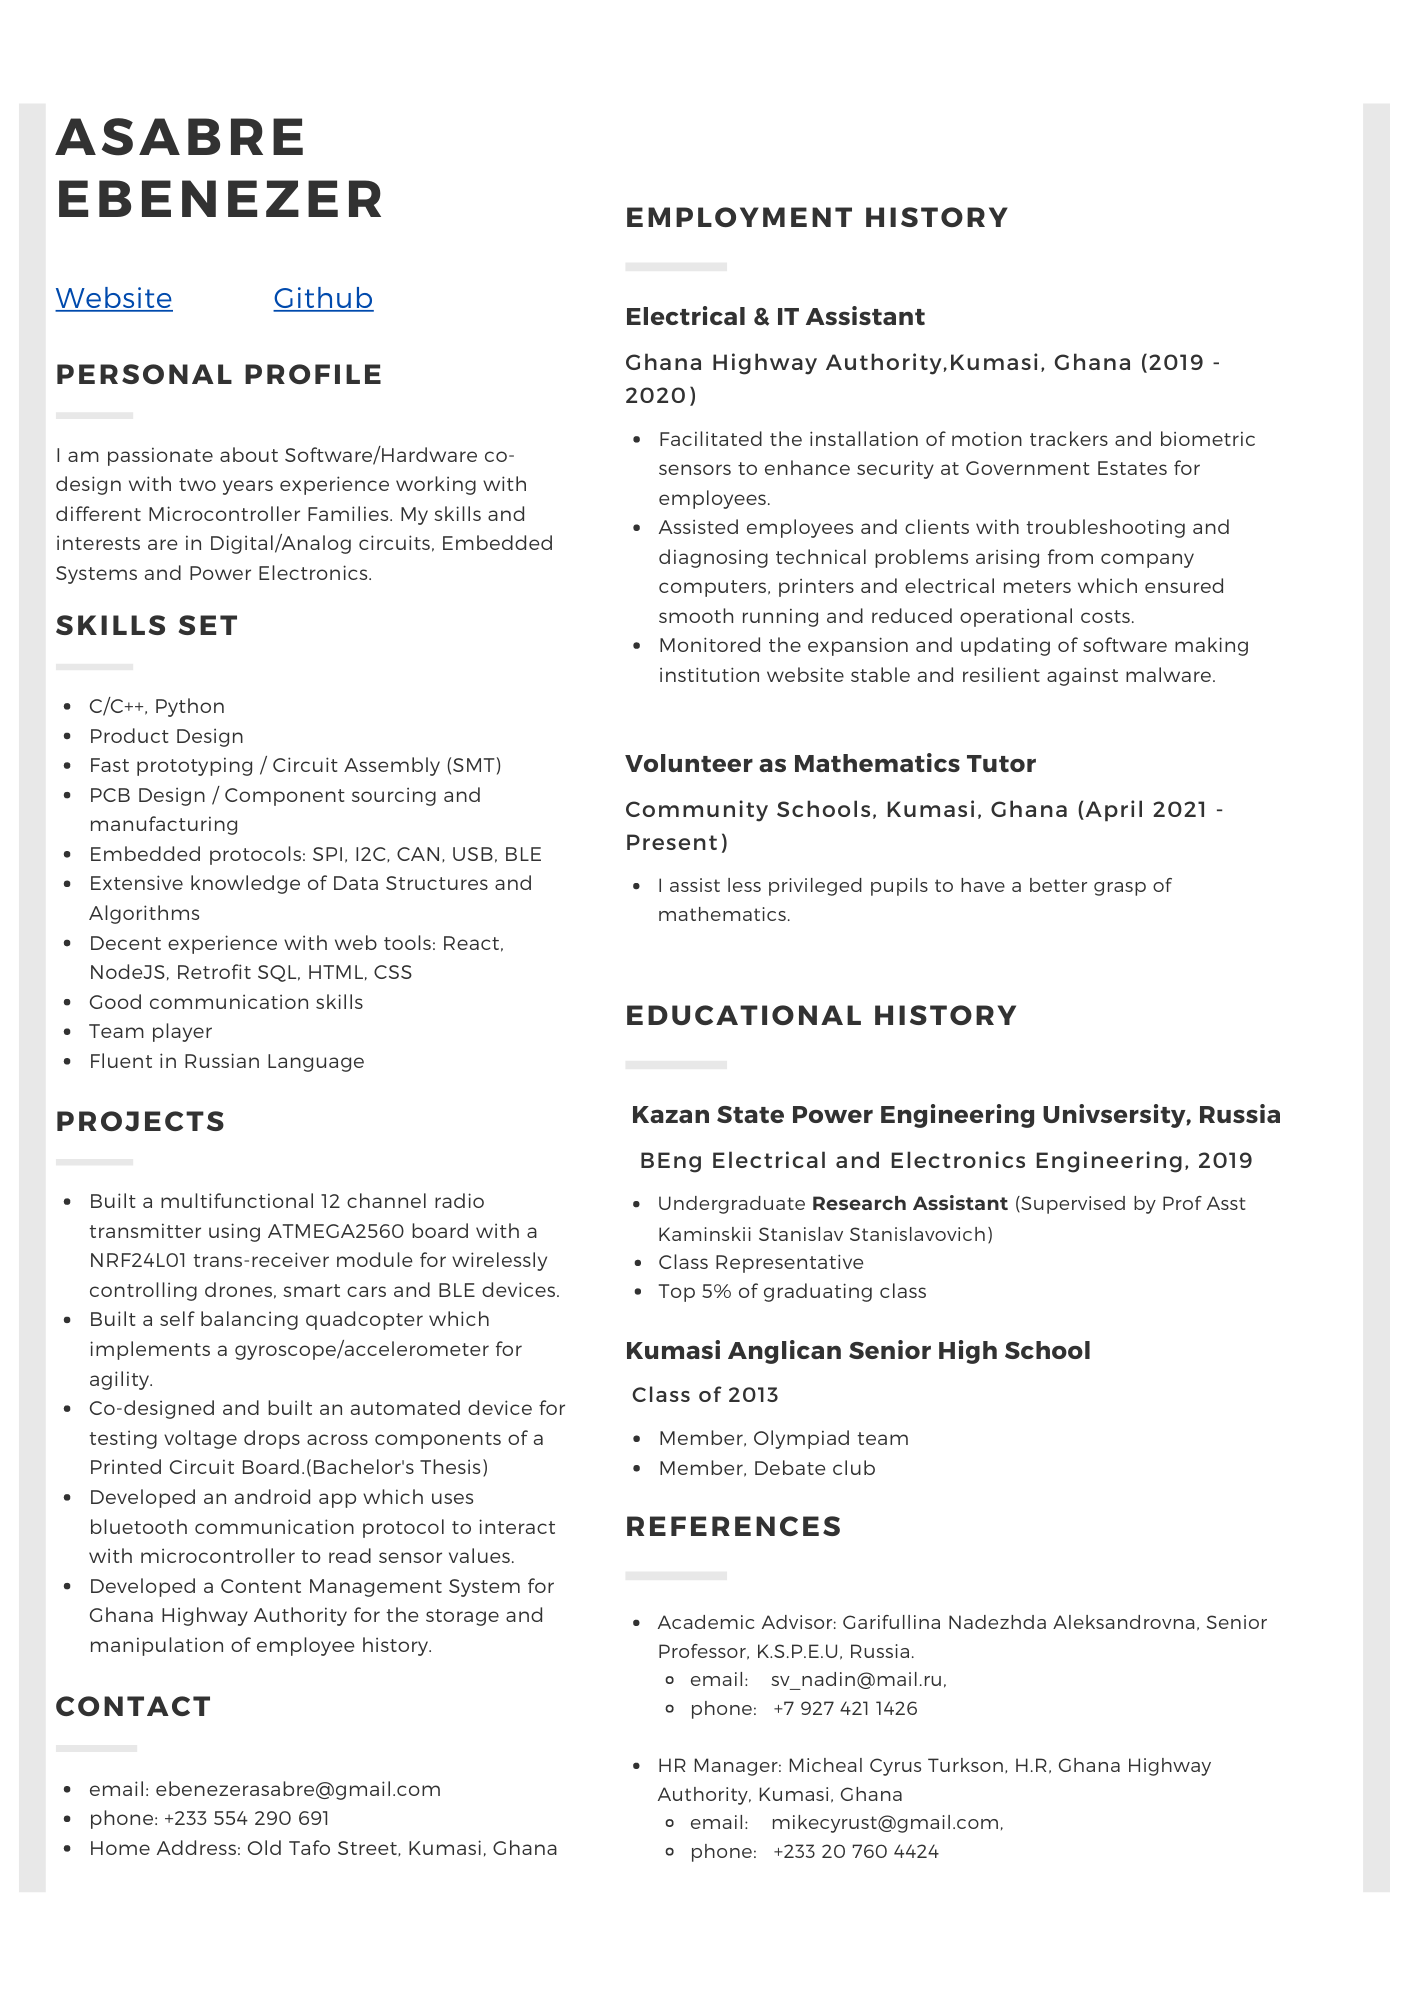 ASABRE
EBENEZER
Website Github
PERSONAL PROFILE
I am passionate about Software/Hardware co-
design with two years experience working with
different Microcontroller Families. My skills and
interests are in Digital/Analog circuits, Embedded
Systems and Power Electronics.
SKILLS SET
• C/C++, Python
• Product Design
• Fast prototyping / Circuit Assembly (SMT)
• PCB Design / Component sourcing and
manufacturing
• Embedded protocols: SPI, I2C, CAN, USB, BLE
• Extensive knowledge of Data Structures and
Algorithms
• Decent experience with web tools: React,
NodeJS, Retrofit SQL, HTML, CSS
• Good communication skills
• Team player
• Fluent in Russian Language
PROJECTS
• Built a multifunctional 12 channel radio
transmitter using ATMEGA2560 board with a
NRF24L01 trans-receiver module for wirelessly
controlling drones, smart cars and BLE devices.
• Built a self balancing quadcopter which
implements a gyroscope/accelerometer for
agility.
• Co-designed and built an automated device for
testing voltage drops across components of a
Printed Circuit Board.(Bachelor's Thesis)
• Developed an android app which uses
bluetooth communication protocol to interact
with microcontroller to read sensor values.
• Developed a Content Management System for
Ghana Highway Authority for the storage and
manipulation of employee history.
CONTACT
• email: ebenezerasabre@gmail.com
• phone: +233 554 290 691
• Home Address: Old Tafo Street, Kumasi, Ghana
EMPLOYMENT HISTORY
Electrical & IT Assistant
Ghana Highway Authority,Kumasi, Ghana (2019 -
2020)
• Facilitated the installation of motion trackers and biometric
sensors to enhance security at Government Estates for
employees.
• Assisted employees and clients with troubleshooting and
diagnosing technical problems arising from company
computers, printers and electrical meters which ensured
smooth running and reduced operational costs.
• Monitored the expansion and updating of software making
institution website stable and resilient against malware.
Volunteer as Mathematics Tutor
Community Schools, Kumasi, Ghana (April 2021 -
Present)
• I assist less privileged pupils to have a better grasp of
mathematics.
EDUCATIONAL HISTORY
Kazan State Power Engineering Univsersity, Russia
BEng Electrical and Electronics Engineering, 2019
• Undergraduate Research Assistant (Supervised by Prof Asst
Kaminskii Stanislav Stanislavovich)
• Class Representative
• Top 5% of graduating class
Kumasi Anglican Senior High School
Class of 2013
• Member, Olympiad team
• Member, Debate club
REFERENCES
• Academic Advisor: Garifullina Nadezhda Aleksandrovna, Senior
Professor, K.S.P.E.U, Russia.
◦ email: sv_nadin@mail.ru,
◦ phone: +7 927 421 1426
• HR Manager: Micheal Cyrus Turkson, H.R, Ghana Highway
Authority, Kumasi, Ghana
◦ email: mikecyrust@gmail.com,
◦ phone: +233 20 760 4424